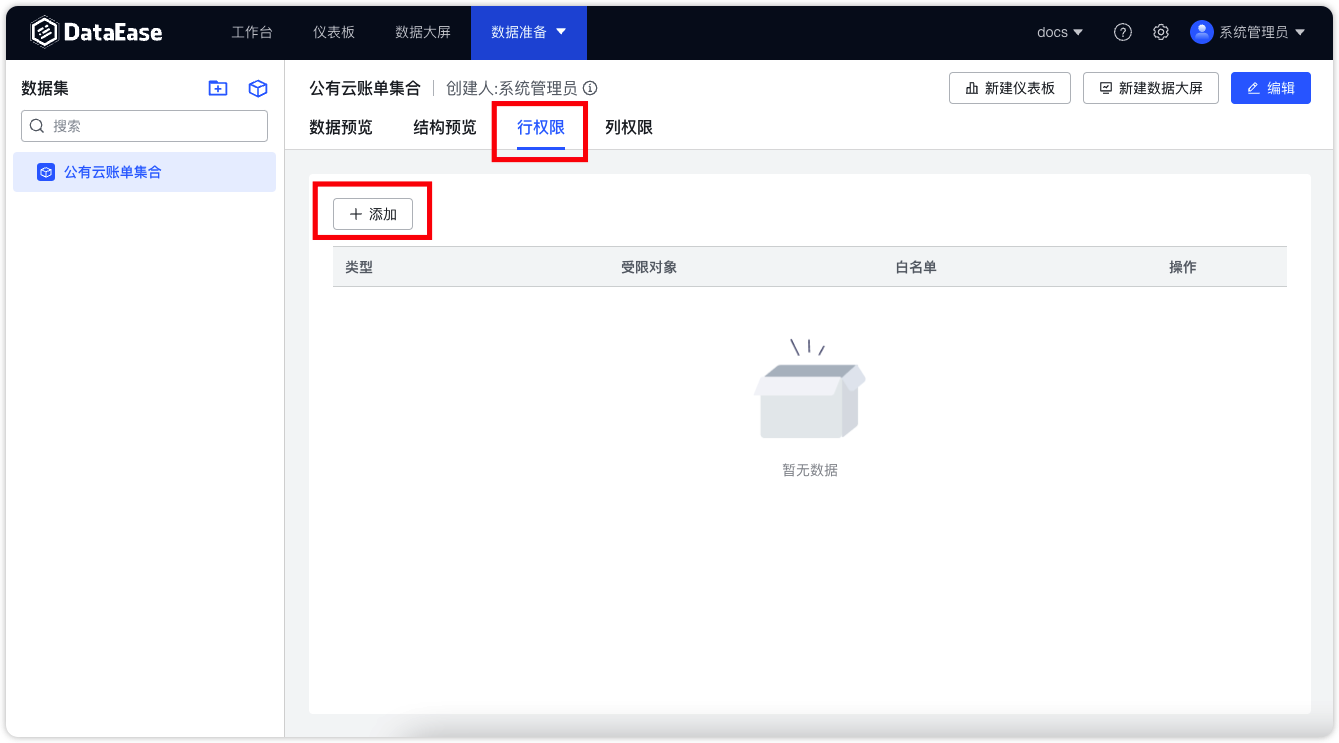 DataEase 工作台 仪表板 数据大屏 数据准备 docs 系统管理员
数据集
搜索
公有云账单集合
公有云账单集合 创建人:系统管理员 新建仪表板 新建数据大屏 编辑
数据预览 结构预览 行权限 列权限
添加
类型 受限对象 白名单 操作
暂无数据